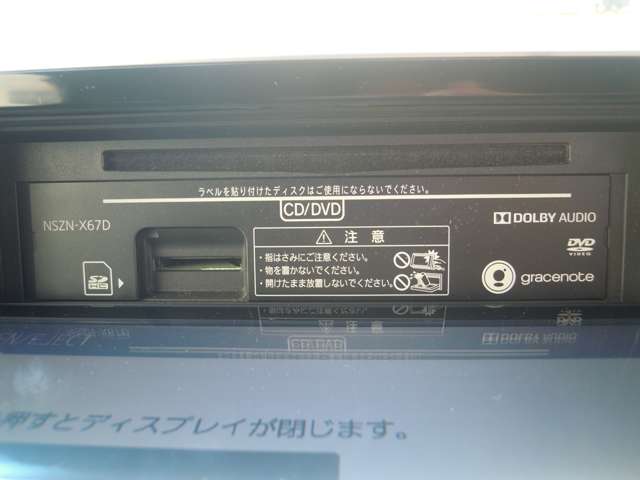 ラベルを貼り付けたディスクはご使用にならないでください。
CD/DVD
NSZN-X67D
DOLBY AUDIO
注 意
・指はさみにご注意ください。
・物を置かないでください。
・開けたまま放置しないでください。
DVD
VIDEO
SD
HC
gracenote
EJECT
押すとディスプレイが閉じます。